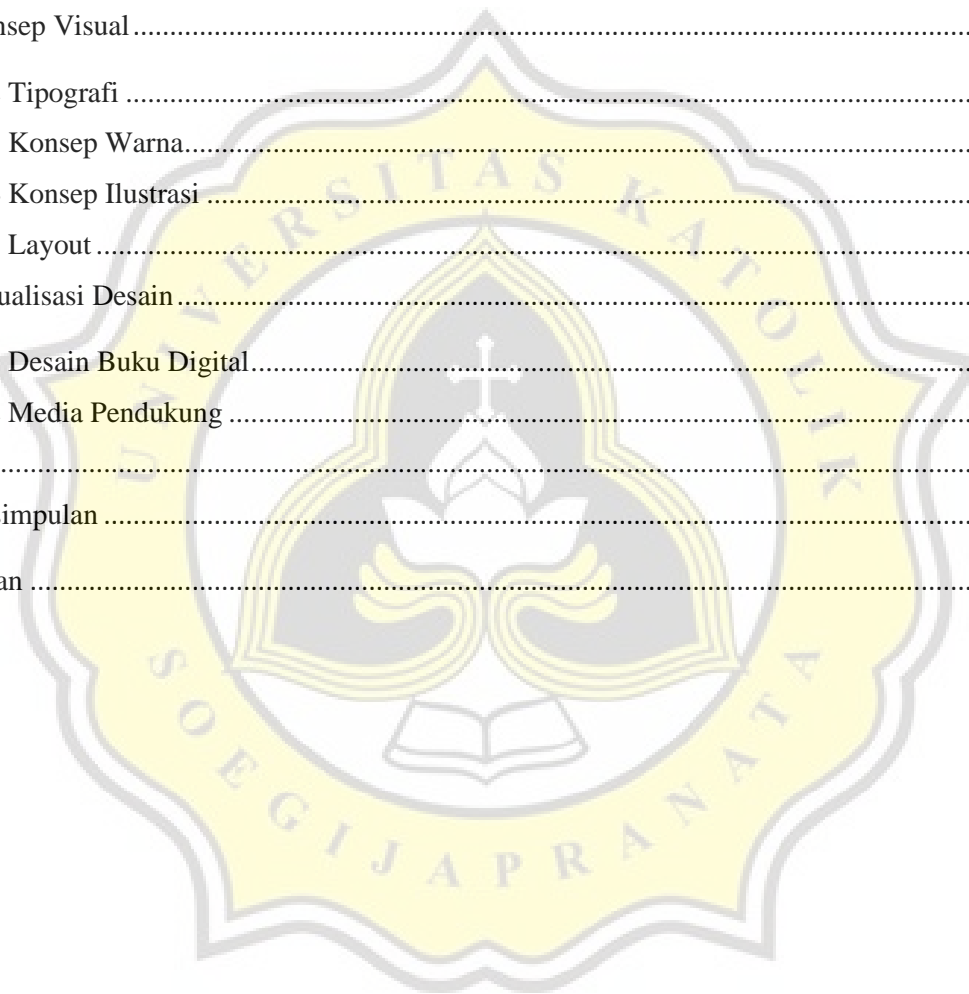 nsep Visual ........................................................................................................................
Tipografi ........................................................................................................................
Konsep Warna........................................................................................................................
Konsep Ilustrasi ........................................................................................................................
Layout ........................................................................................................................
ualisasi Desain ........................................................................................................................
Desain Buku Digital........................................................................................................................
Media Pendukung ........................................................................................................................
........................................................................................................................
simpulan ........................................................................................................................
an ........................................................................................................................
UNIVERSITAS KATOLIK
SOEGIJAPRANATA